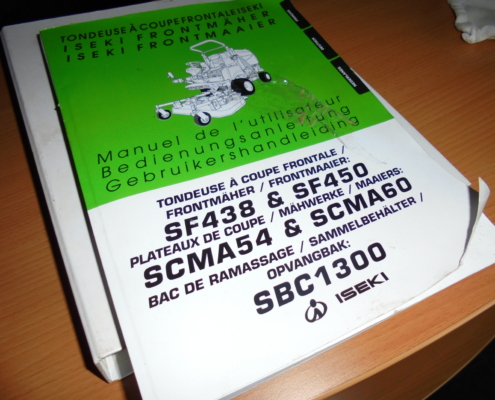 TONDEUSE À COUPE FRONTALE ISEKI
ISEKI FRONTMÄHER
ISEKI FRONTMAAIER
Manuel de l'utilisateur
Bedienungsanleitung
Gebruikershandleiding
TONDEUSE À COUPE FRONTALE /
FRONTMÄHER / FRONTMAAIER:
SF438 & SF450
PLATEAUX DE COUPE / MÄHWERKE / MAAIERS:
SCMA54 & SCMA60
BAC DE RAMASSAGE / SAMMELBEHÄLTER /
OPVANGBAK:
SBC1300
ISEKI